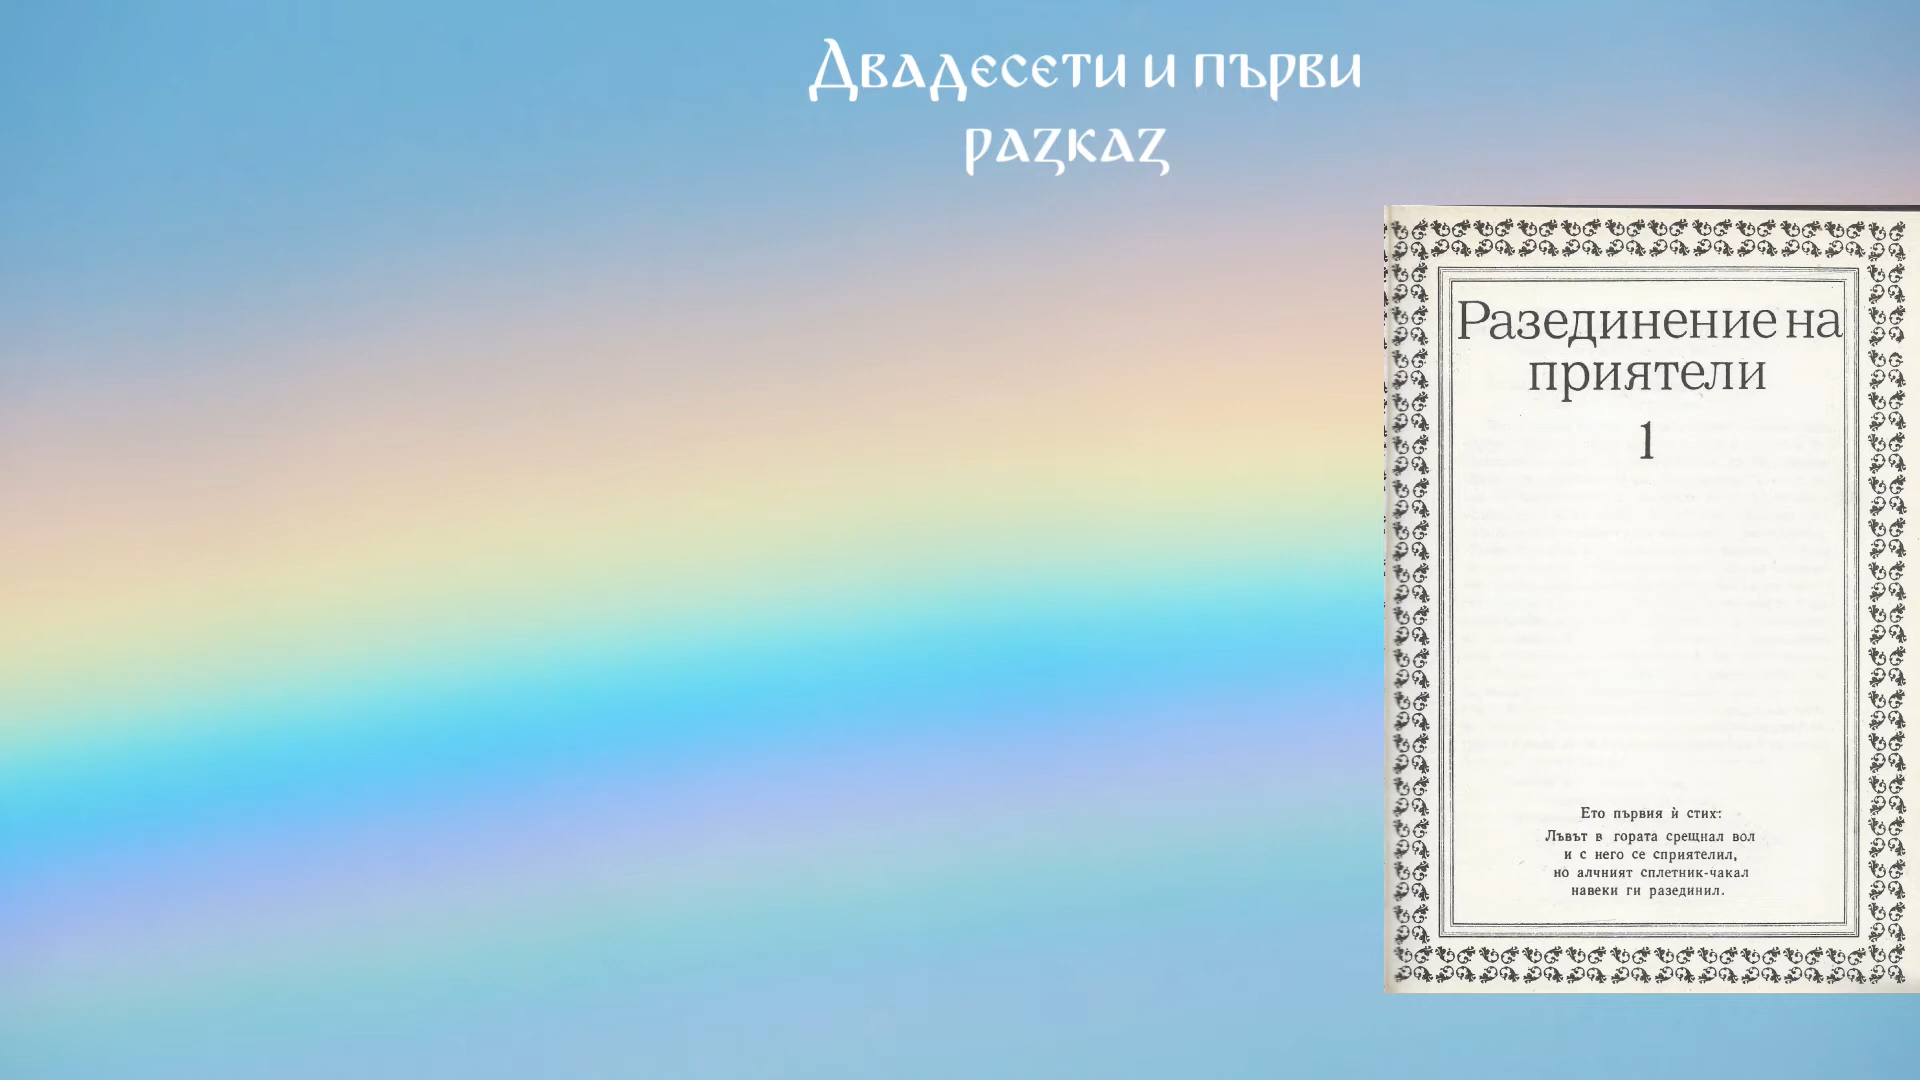 Двадесети и първи
разказ
Разединение на
приятели
1
Ето първия ѝ стих:
Лъвът в гората срещнал вол
и с него се сприятелил,
но алчният сплетник-чакал
навеки ги разединил.